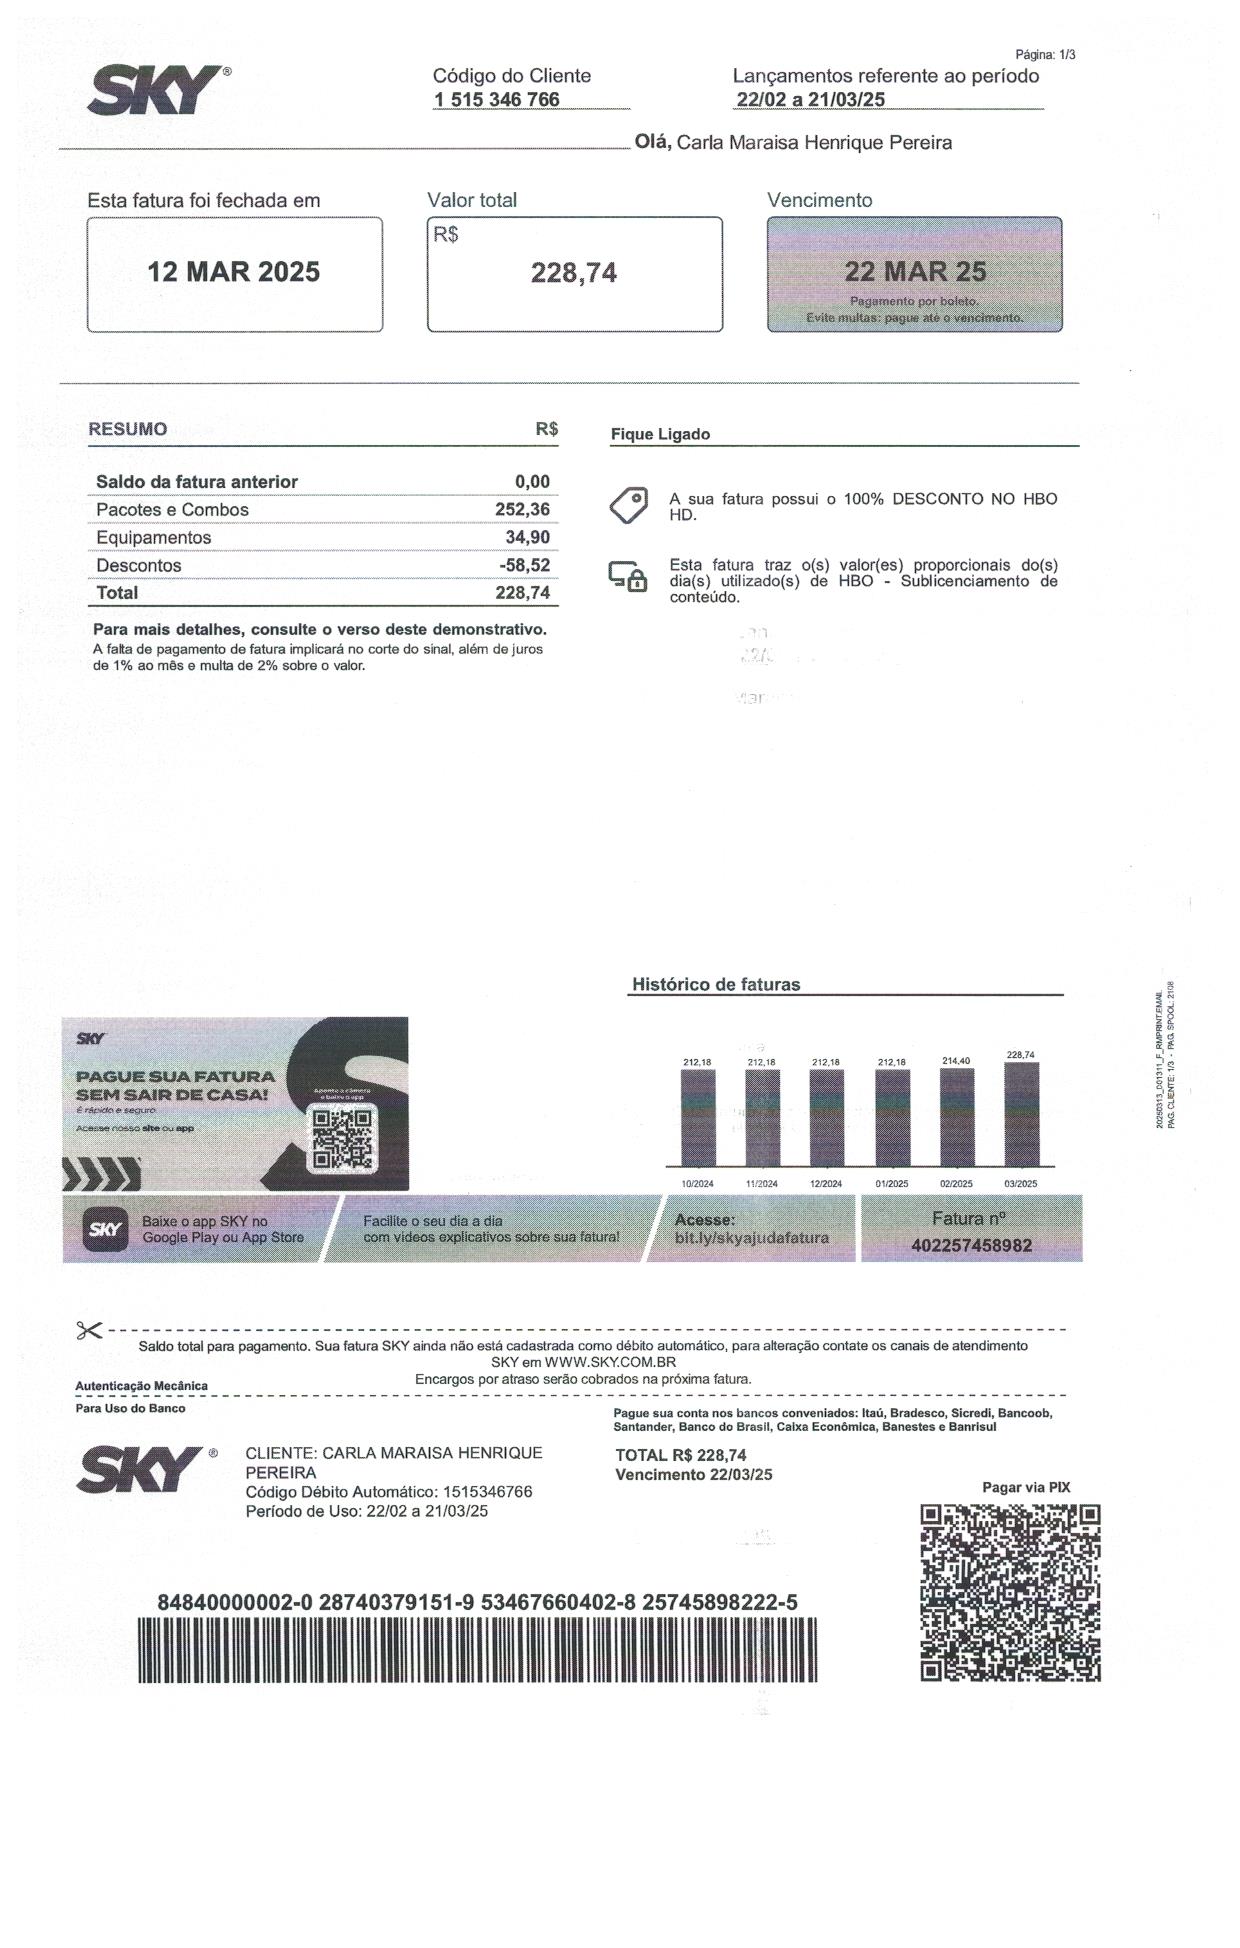 Página: 1/3
SKY®
Código do Cliente
1 515 346 766
Lançamentos referente ao período
22/02 a 21/03/25
Olá, Carla Maraisa Henrique Pereira
Esta fatura foi fechada em
12 MAR 2025
Valor total
R$
228,74
Vencimento
22 MAR 25
Pagamento por boleto.
Evite multas: pague até o vencimento.
RESUMO R$
Saldo da fatura anterior 0,00
Pacotes e Combos 252,36
Equipamentos 34,90
Descontos -58,52
Total 228,74
Para mais detalhes, consulte o verso deste demonstrativo.
A falta de pagamento de fatura implicará no corte do sinal, além de juros
de 1% ao mês e multa de 2% sobre o valor.
Fique Ligado
A sua fatura possui o 100% DESCONTO NO HBO
HD.
Esta fatura traz o(s) valor(es) proporcionais do(s)
dia(s) utilizado(s) de HBO - Sublicenciamento de
conteúdo.
Histórico de faturas
212,18 212,18 212,18 212,18 214,40 228,74
10/2024 11/2024 12/2024 01/2025 02/2025 03/2025
20250313_D01311_F_RMPRINT.EMAIL
PAG. CLIENTE: 1/3 - PAG. SPOOL: 2108
SKY
PAGUE SUA FATURA
SEM SAIR DE CASA!
É rápido e seguro
Acesse nosso site ou app
Aponte a câmera
e baixe o app
SKY
Baixe o app SKY no
Google Play ou App Store
Facilite o seu dia a dia
com videos explicativos sobre sua fatura!
Acesse:
bit.ly/skyajudafatura
Fatura nº
402257458982
Saldo total para pagamento. Sua fatura SKY ainda não está cadastrada como débito automático, para alteração contate os canais de atendimento
SKY em WWW.SKY.COM.BR
Encargos por atraso serão cobrados na próxima fatura.
Autenticação Mecânica
Para Uso do Banco
Pague sua conta nos bancos conveniados: Itaú, Bradesco, Sicredi, Bancoob,
Santander, Banco do Brasil, Caixa Econômica, Banestes e Banrisul
SKY®
CLIENTE: CARLA MARAISA HENRIQUE
PEREIRA
Código Débito Automático: 1515346766
Período de Uso: 22/02 a 21/03/25
TOTAL R$ 228,74
Vencimento 22/03/25
Pagar via PIX
84840000002-0 28740379151-9 53467660402-8 25745898222-5